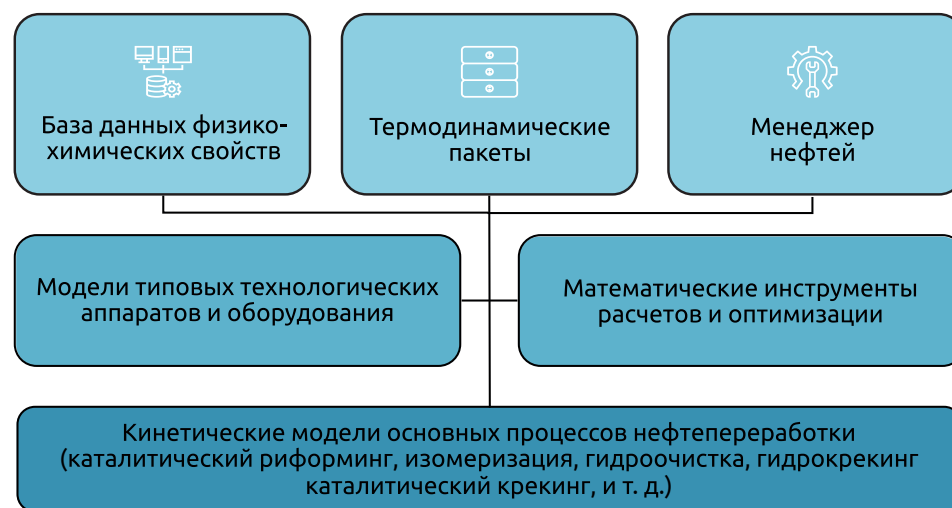 База данных физико-
химических свойств
Термодинамические
пакеты
Менеджер
нефтей
Модели типовых технологических
аппаратов и оборудования
Математические инструменты
расчетов и оптимизации
Кинетические модели основных процессов нефтепереработки
(каталитический риформинг, изомеризация, гидроочистка, гидрокрекинг
каталитический крекинг, и т. д.)